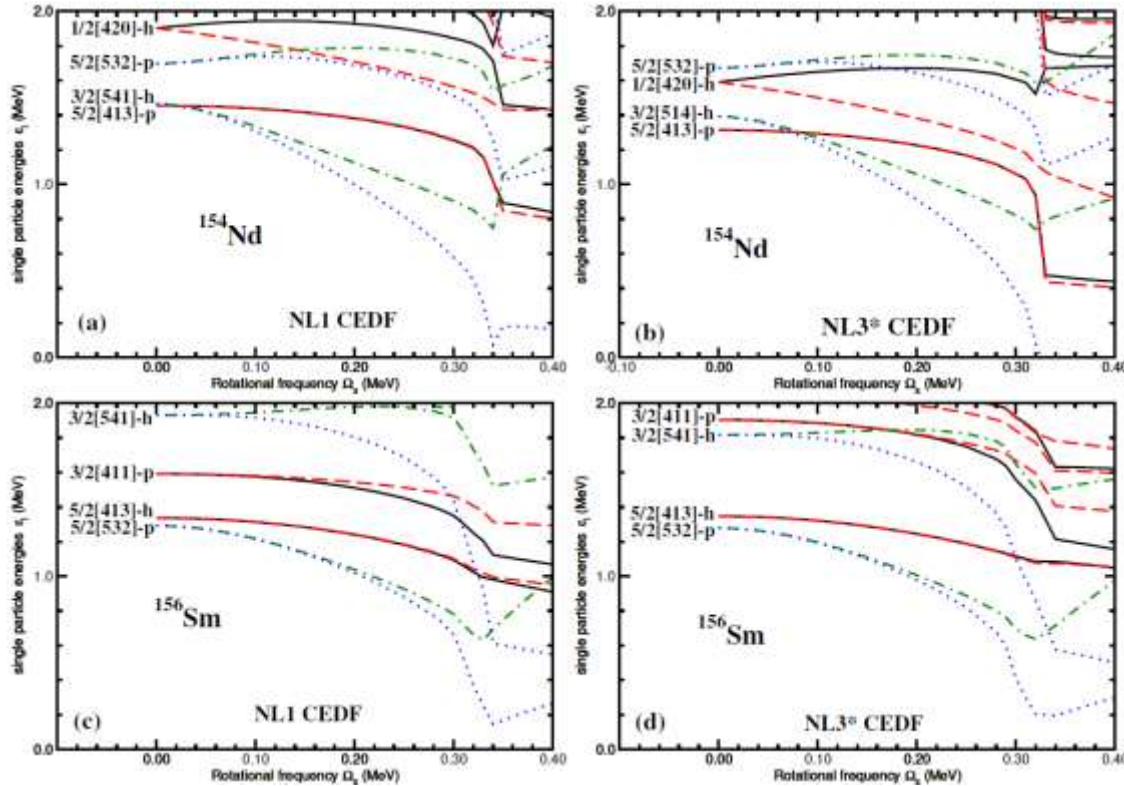 2.0
1/2[420]-h
5/2[532]-p
3/2[541]-h
5/2[413]-p
1.0
0.0
single particle energies εi (MeV)
154Nd
(a)
NL1 CEDF
0.00 0.10 0.20 0.30 0.40
Rotational frequency Ωx (MeV)
2.0
5/2[532]-p
1/2[420]-h
3/2[514]-h
5/2[413]-p
1.0
0.0
single particle energies εi (MeV)
154Nd
(b)
NL3* CEDF
-0.10 0.00 0.10 0.20 0.30 0.40
Rotational frequency Ωx (MeV)
2.0
3/2[541]-h
3/2[411]-p
5/2[413]-h
5/2[532]-p
1.0
0.0
single particle energies εi (MeV)
156Sm
(c)
NL1 CEDF
0.00 0.10 0.20 0.30 0.40
Rotational frequency Ωx (MeV)
2.0
3/2[411]-p
3/2[541]-h
5/2[413]-h
5/2[532]-p
1.0
0.0
single particle energies εi (MeV)
156Sm
(d)
NL3* CEDF
0.00 0.10 0.20 0.30 0.40
Rotational frequency Ωx (MeV)